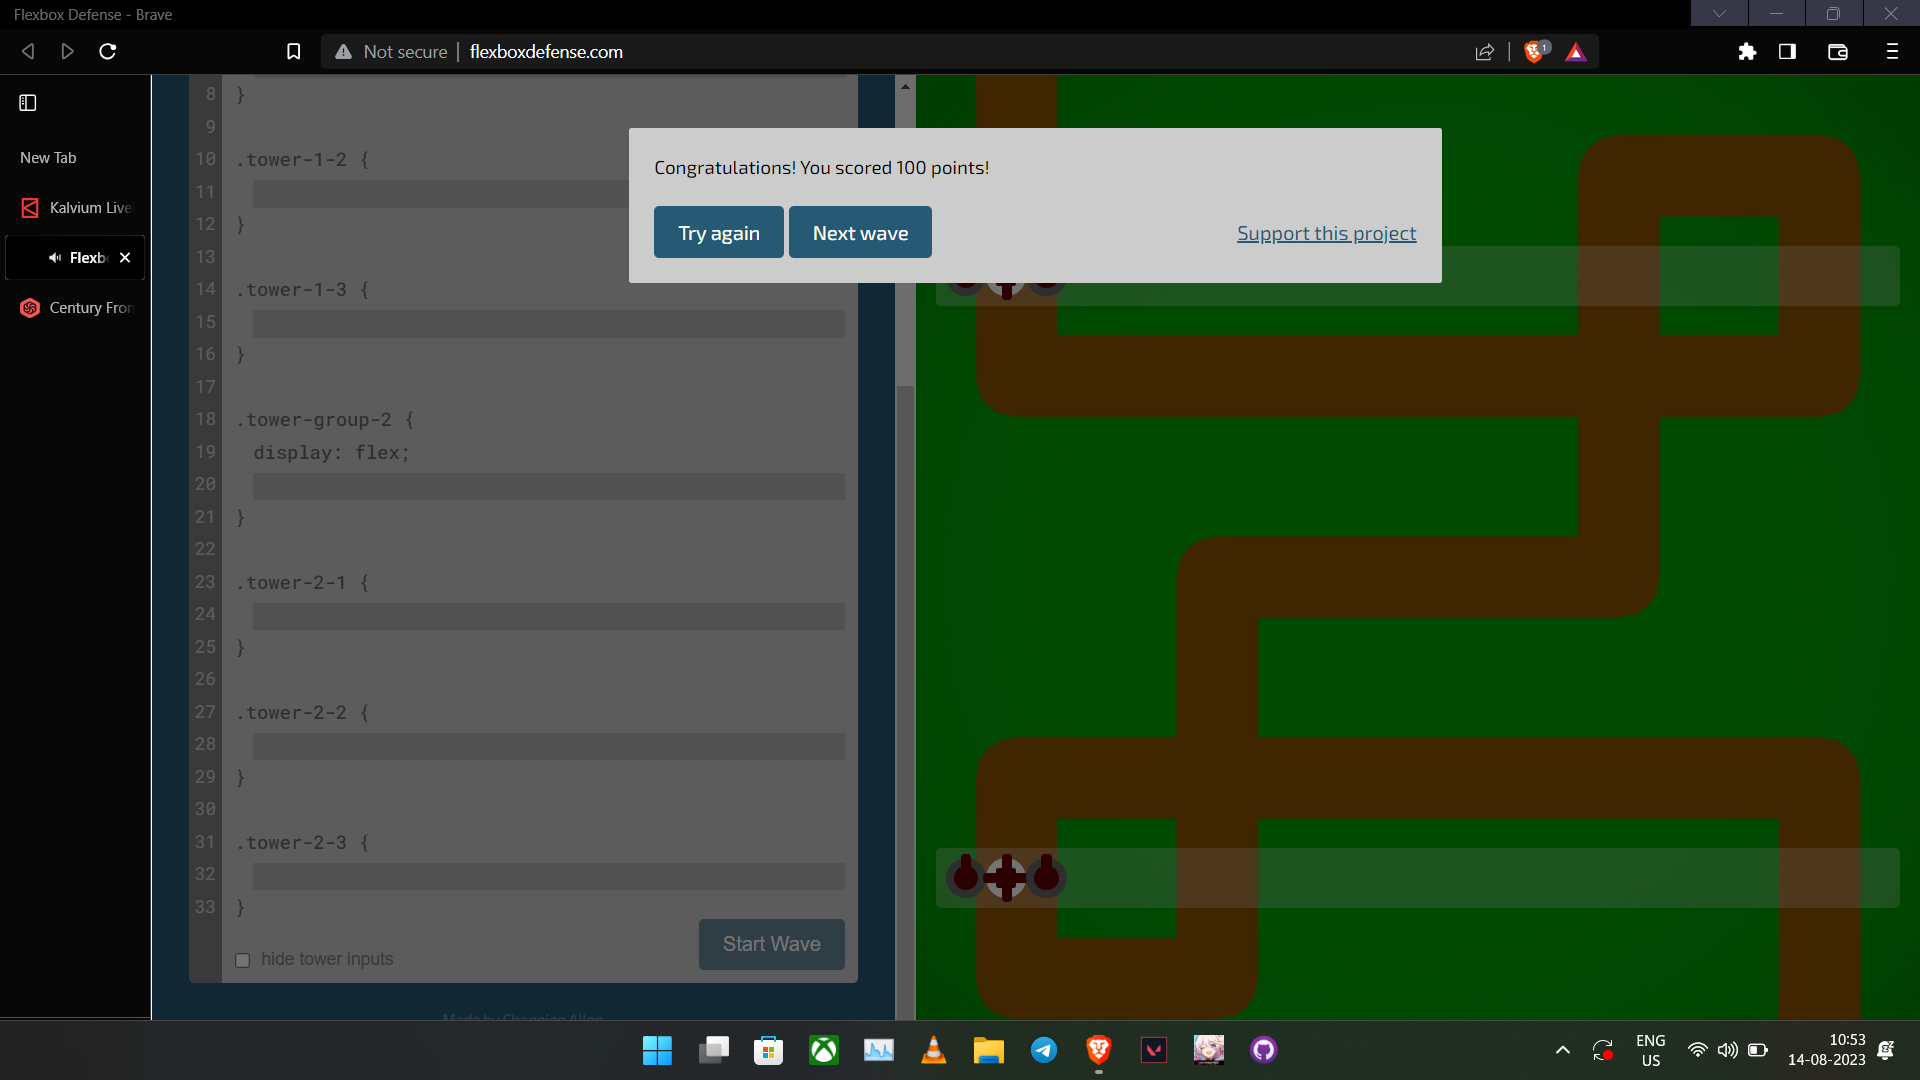 Flexbox Defense - Brave
Not secure
flexboxdefense.com
1
New Tab
Kalvium Live
Flexb
Century Fron
8 }
9
10 .tower-1-2 {
11
12 }
13
14 .tower-1-3 {
15
16 }
17
18 .tower-group-2 {
19 display: flex;
20
21 }
22
23 .tower-2-1 {
24
25 }
26
27 .tower-2-2 {
28
29 }
30
31 .tower-2-3 {
32
33 }
hide tower inputs
Start Wave
Made by Channing Allen
Congratulations! You scored 100 points!
Try again
Next wave
Support this project
ENG
US
10:53
14-08-2023